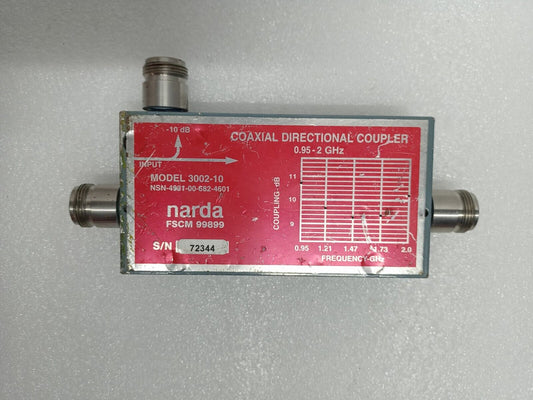 -10 dB
COAXIAL DIRECTIONAL COUPLER
0.95 - 2 GHz
INPUT
MODEL 3002-10
NSN-4931-00-682-4601
narda
FSCM 99899
S/N 72344
COUPLING-dB
11
10
9
0.95 1.21 1.47 1.73 2.0
FREQUENCY-GHz